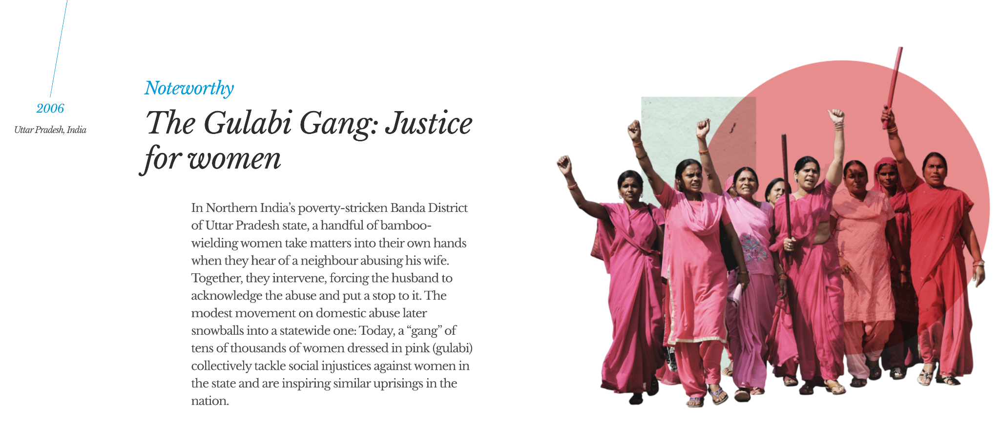 2006
Uttar Pradesh, India
Noteworthy
The Gulabi Gang: Justice
for women
In Northern India’s poverty-stricken Banda District
of Uttar Pradesh state, a handful of bamboo-
wielding women take matters into their own hands
when they hear of a neighbour abusing his wife.
Together, they intervene, forcing the husband to
acknowledge the abuse and put a stop to it. The
modest movement on domestic abuse later
snowballs into a statewide one: Today, a “gang” of
tens of thousands of women dressed in pink (gulabi)
collectively tackle social injustices against women in
the state and are inspiring similar uprisings in the
nation.